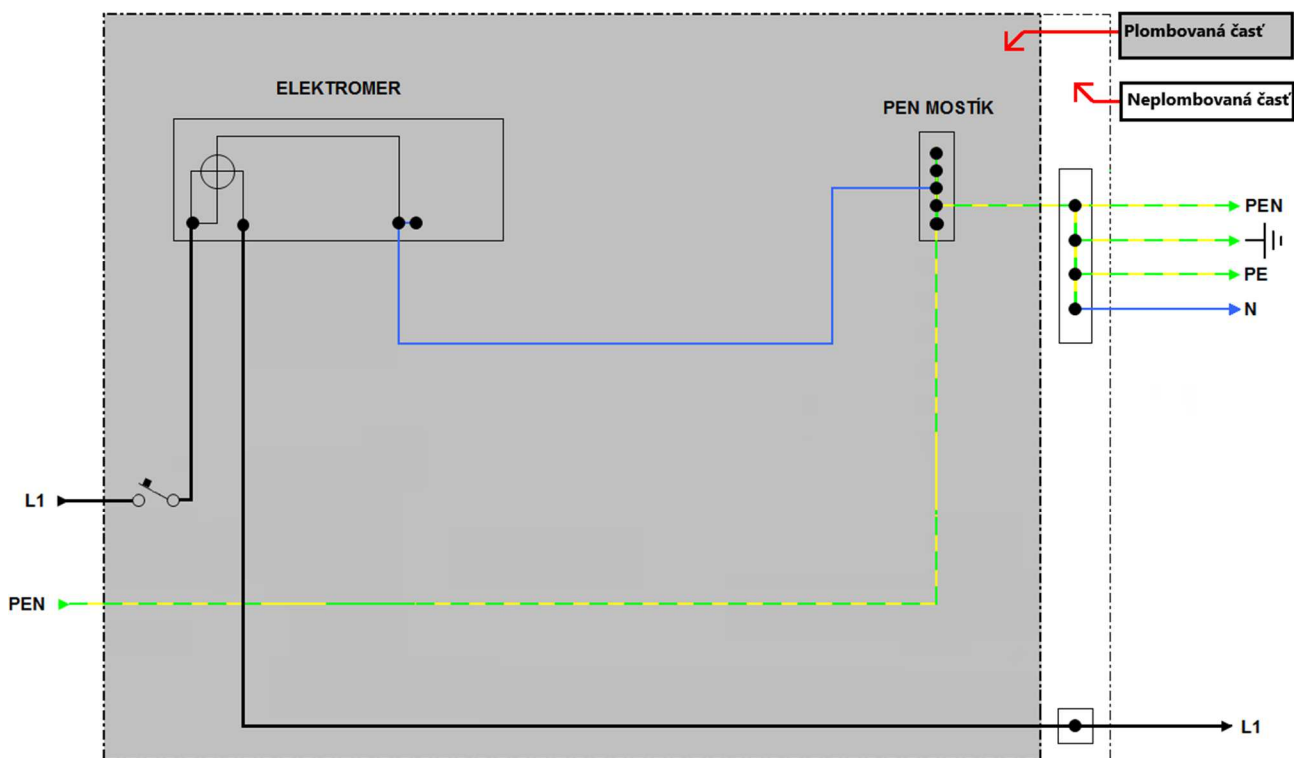 Plombovaná časť
ELEKTROMER
Neplombovaná časť
PEN MOSTÍK
PEN
PE
N
L1
PEN
L1